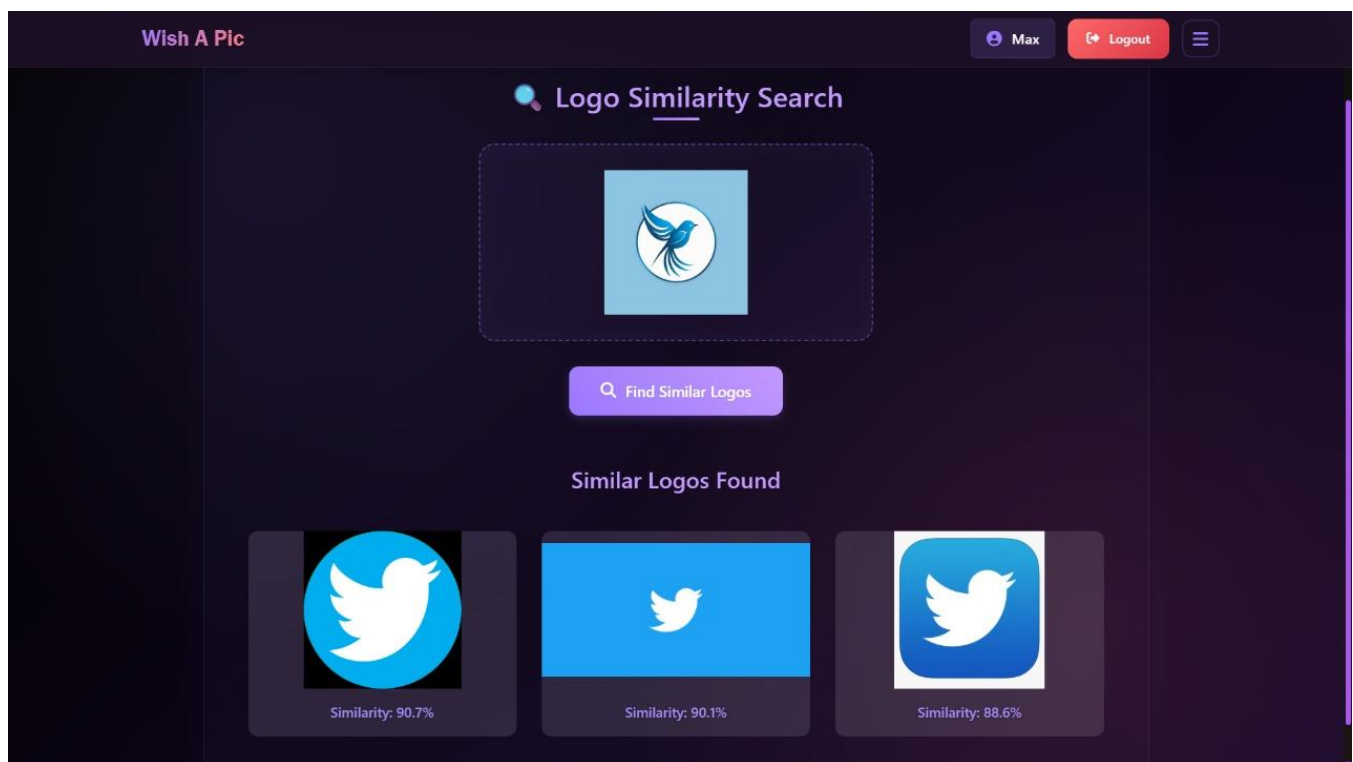 Wish A Pic
Max
Logout
Logo Similarity Search
Find Similar Logos
Similar Logos Found
Similarity: 90.7%
Similarity: 90.1%
Similarity: 88.6%